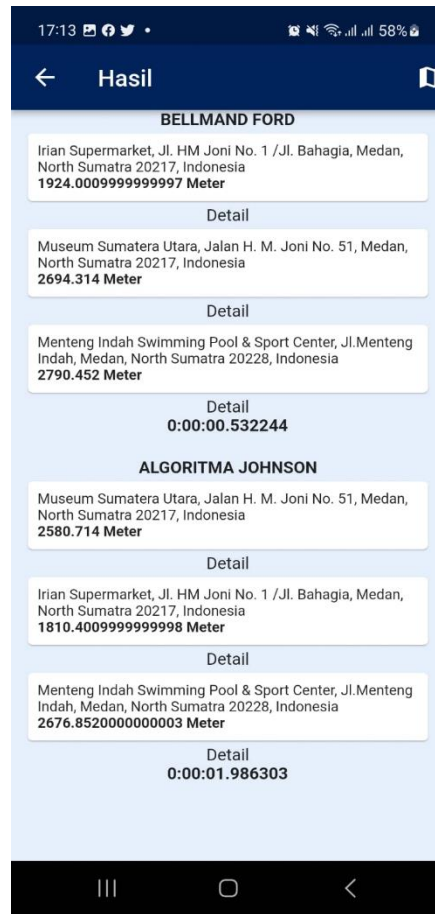 17:13 58%
Hasil
BELLMAND FORD
Irian Supermarket, Jl. HM Joni No. 1 /Jl. Bahagia, Medan,
North Sumatra 20217, Indonesia
1924.0009999999997 Meter
Detail
Museum Sumatera Utara, Jalan H. M. Joni No. 51, Medan,
North Sumatra 20217, Indonesia
2694.314 Meter
Detail
Menteng Indah Swimming Pool & Sport Center, Jl.Menteng
Indah, Medan, North Sumatra 20228, Indonesia
2790.452 Meter
Detail
0:00:00.532244
ALGORITMA JOHNSON
Museum Sumatera Utara, Jalan H. M. Joni No. 51, Medan,
North Sumatra 20217, Indonesia
2580.714 Meter
Detail
Irian Supermarket, Jl. HM Joni No. 1 /Jl. Bahagia, Medan,
North Sumatra 20217, Indonesia
1810.4009999999998 Meter
Detail
Menteng Indah Swimming Pool & Sport Center, Jl.Menteng
Indah, Medan, North Sumatra 20228, Indonesia
2676.8520000000003 Meter
Detail
0:00:01.986303